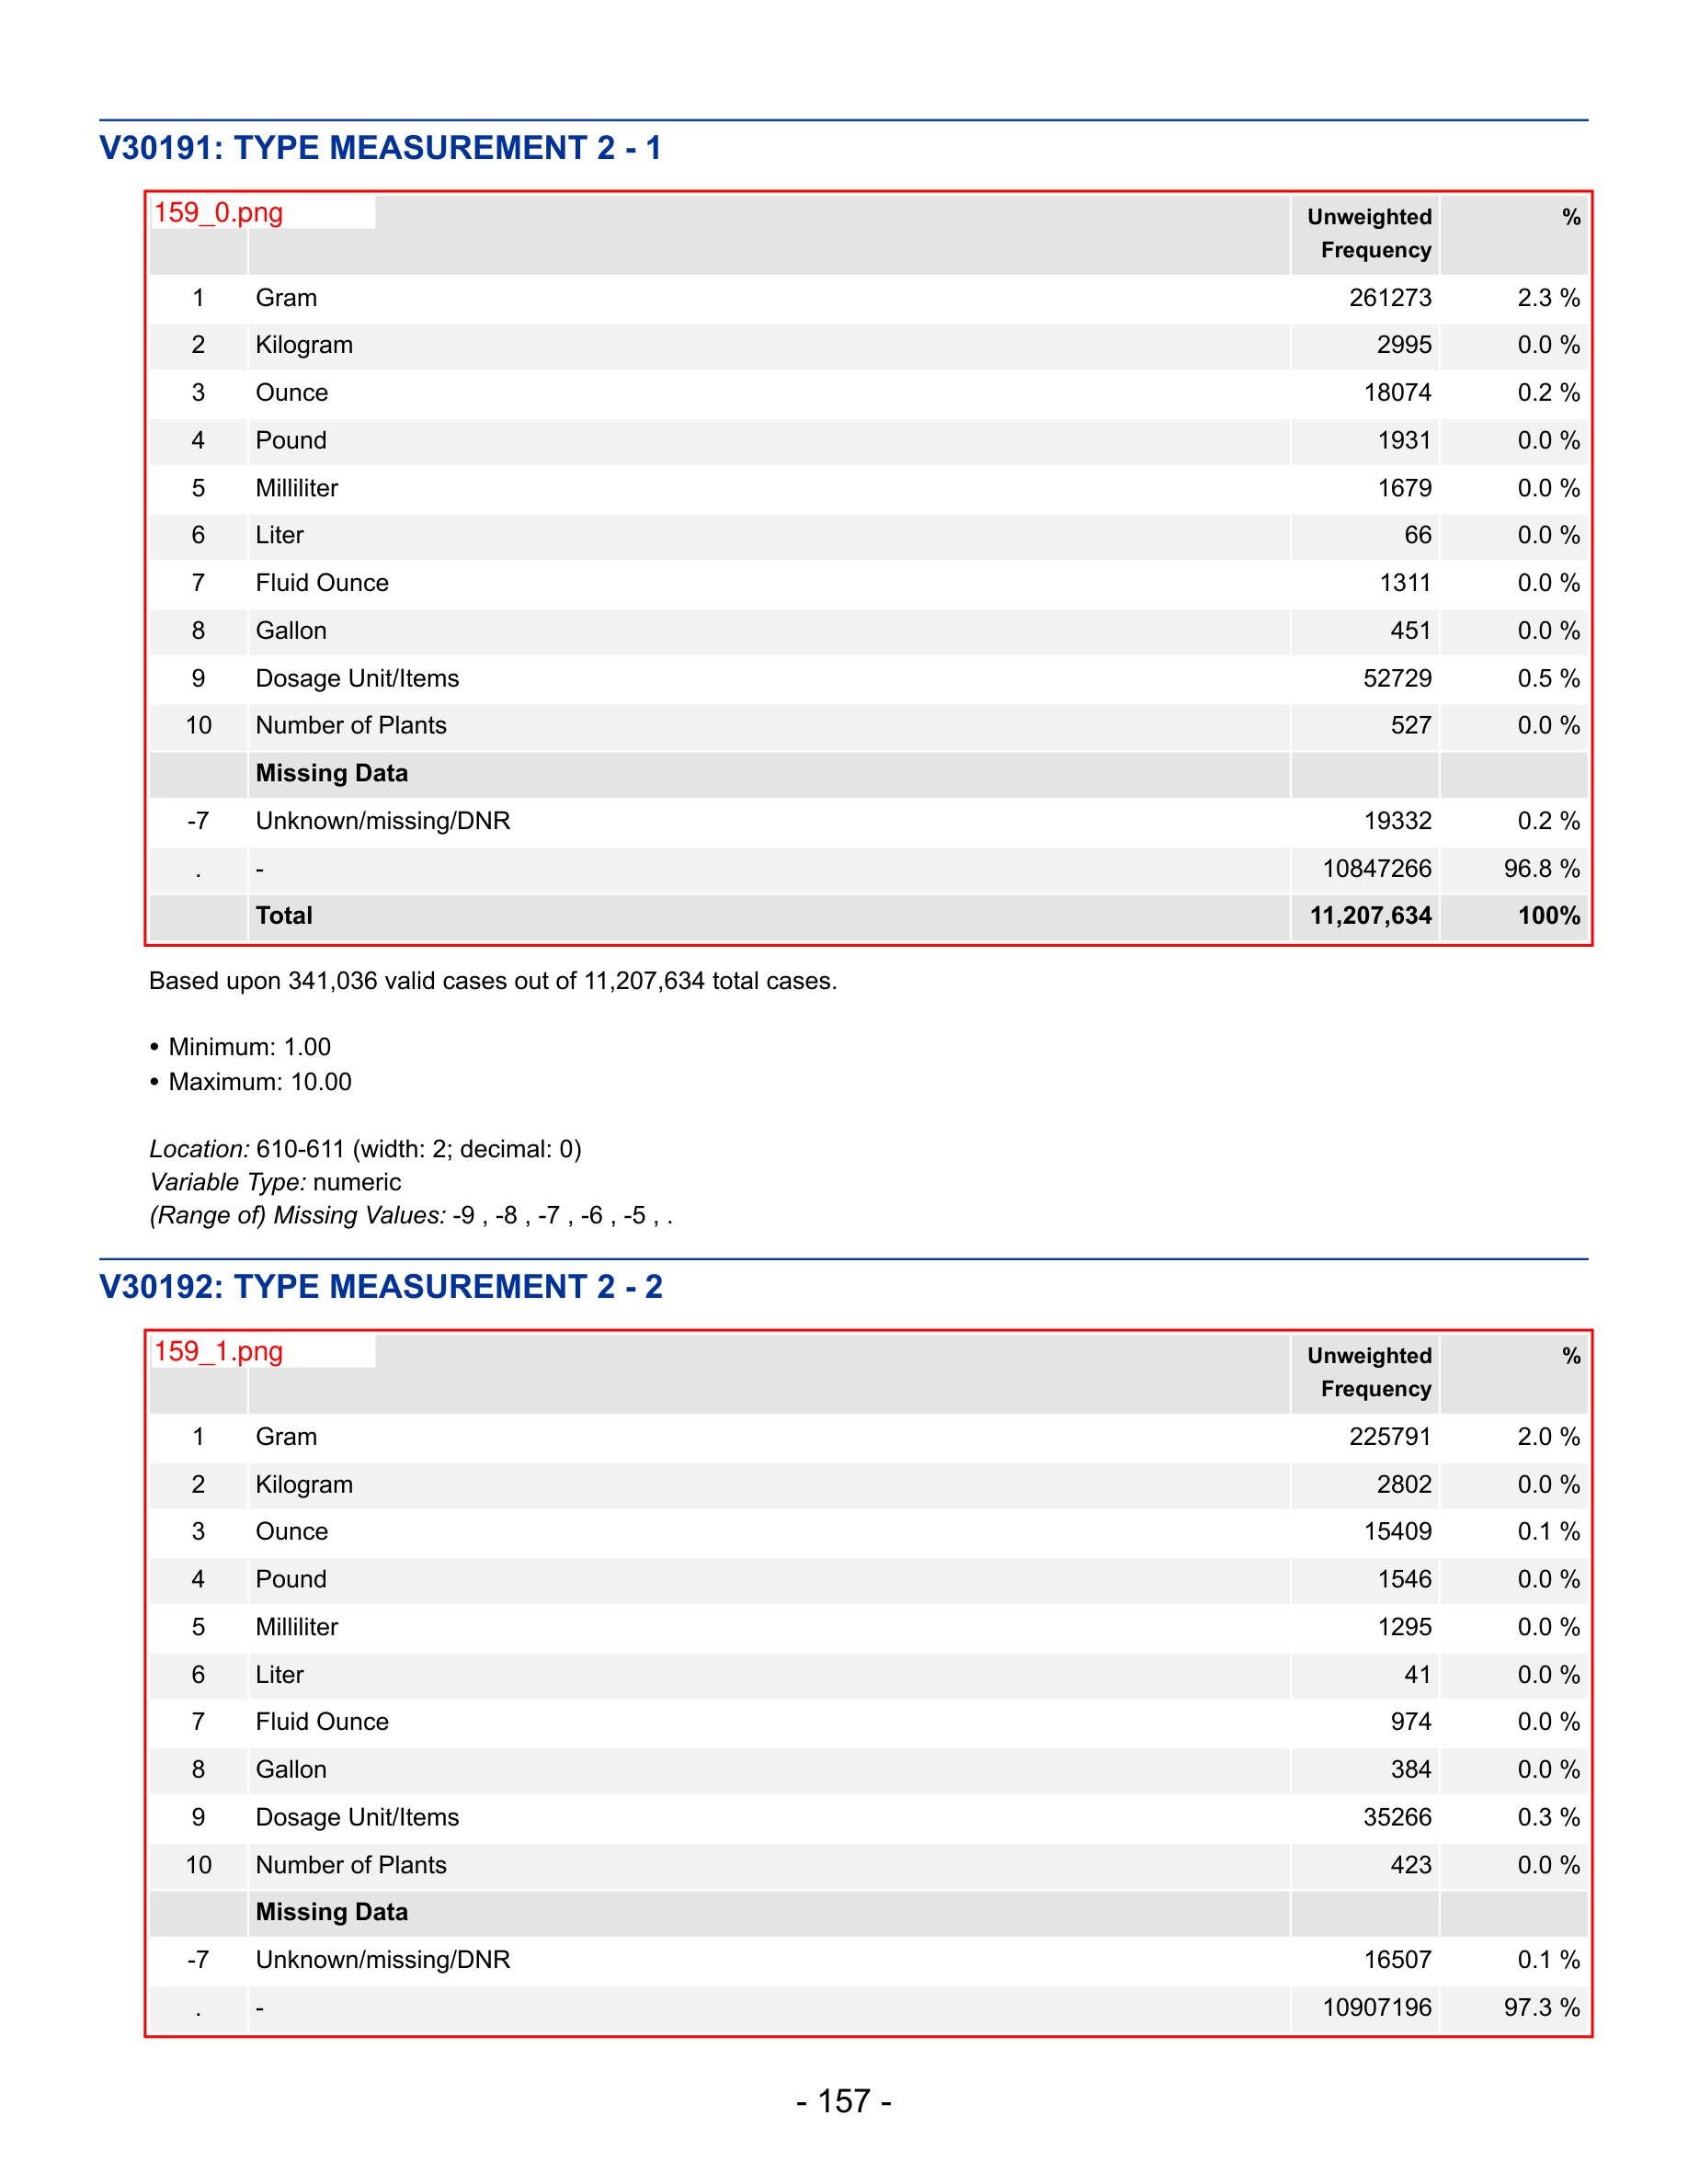 V30191: TYPE MEASUREMENT 2 - 1
159_0.png
Unweighted Frequency %
1 Gram 261273 2.3 %
2 Kilogram 2995 0.0 %
3 Ounce 18074 0.2 %
4 Pound 1931 0.0 %
5 Milliliter 1679 0.0 %
6 Liter 66 0.0 %
7 Fluid Ounce 1311 0.0 %
8 Gallon 451 0.0 %
9 Dosage Unit/Items 52729 0.5 %
10 Number of Plants 527 0.0 %
Missing Data
-7 Unknown/missing/DNR 19332 0.2 %
. - 10847266 96.8 %
Total 11,207,634 100%
Based upon 341,036 valid cases out of 11,207,634 total cases.
• Minimum: 1.00
• Maximum: 10.00
Location: 610-611 (width: 2; decimal: 0)
Variable Type: numeric
(Range of) Missing Values: -9 , -8 , -7 , -6 , -5 , .
V30192: TYPE MEASUREMENT 2 - 2
159_1.png
Unweighted Frequency %
1 Gram 225791 2.0 %
2 Kilogram 2802 0.0 %
3 Ounce 15409 0.1 %
4 Pound 1546 0.0 %
5 Milliliter 1295 0.0 %
6 Liter 41 0.0 %
7 Fluid Ounce 974 0.0 %
8 Gallon 384 0.0 %
9 Dosage Unit/Items 35266 0.3 %
10 Number of Plants 423 0.0 %
Missing Data
-7 Unknown/missing/DNR 16507 0.1 %
. - 10907196 97.3 %
- 157 -